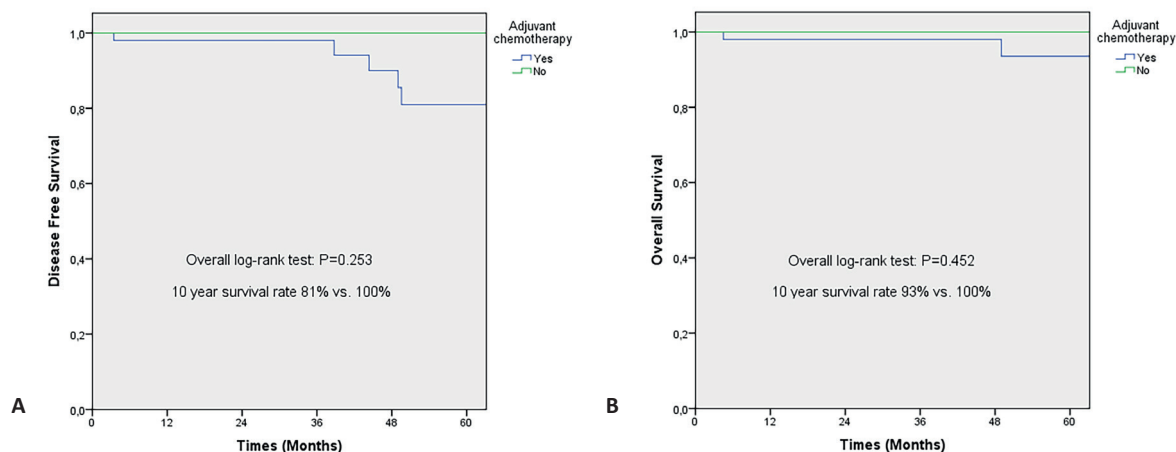 Adjuvant
chemotherapy
Yes
No
1,0
0,8
0,6
0,4
0,2
0,0
Disease Free Survival
Overall log-rank test: P=0.253
10 year survival rate 81% vs. 100%
0 12 24 36 48 60
Times (Months)
A
Adjuvant
chemotherapy
Yes
No
1,0
0,8
0,6
0,4
0,2
0,0
Overall Survival
Overall log-rank test: P=0.452
10 year survival rate 93% vs. 100%
0 12 24 36 48 60
Times (Months)
B